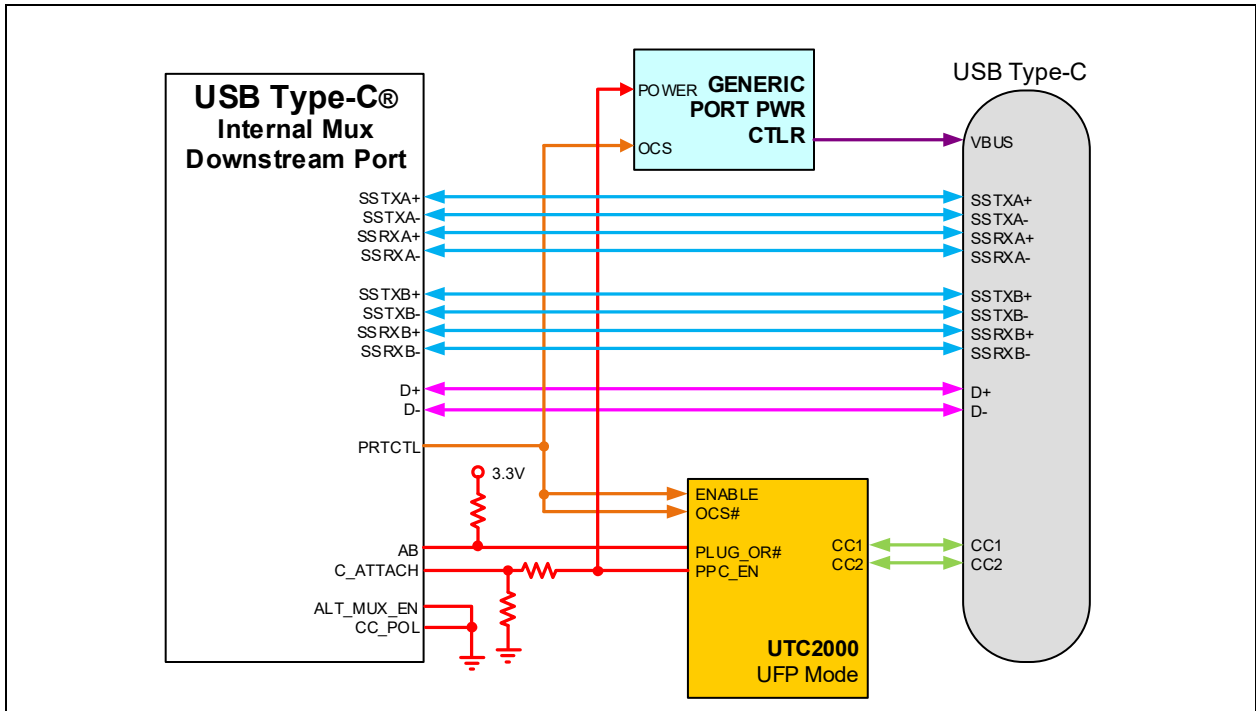 USB Type-C®
Internal Mux
Downstream Port
SSTXA+
SSTXA-
SSRXA+
SSRXA-
SSTXB+
SSTXB-
SSRXB+
SSRXB-
D+
D-
PRTCTL
AB
C_ATTACH
ALT_MUX_EN
CC_POL
3.3V
POWER
OCS
GENERIC
PORT PWR
CTLR
ENABLE
OCS#
PLUG_OR#
PPC_EN
CC1
CC2
UTC2000
UFP Mode
USB Type-C
VBUS
SSTXA+
SSTXA-
SSRXA+
SSRXA-
SSTXB+
SSTXB-
SSRXB+
SSRXB-
D+
D-
CC1
CC2